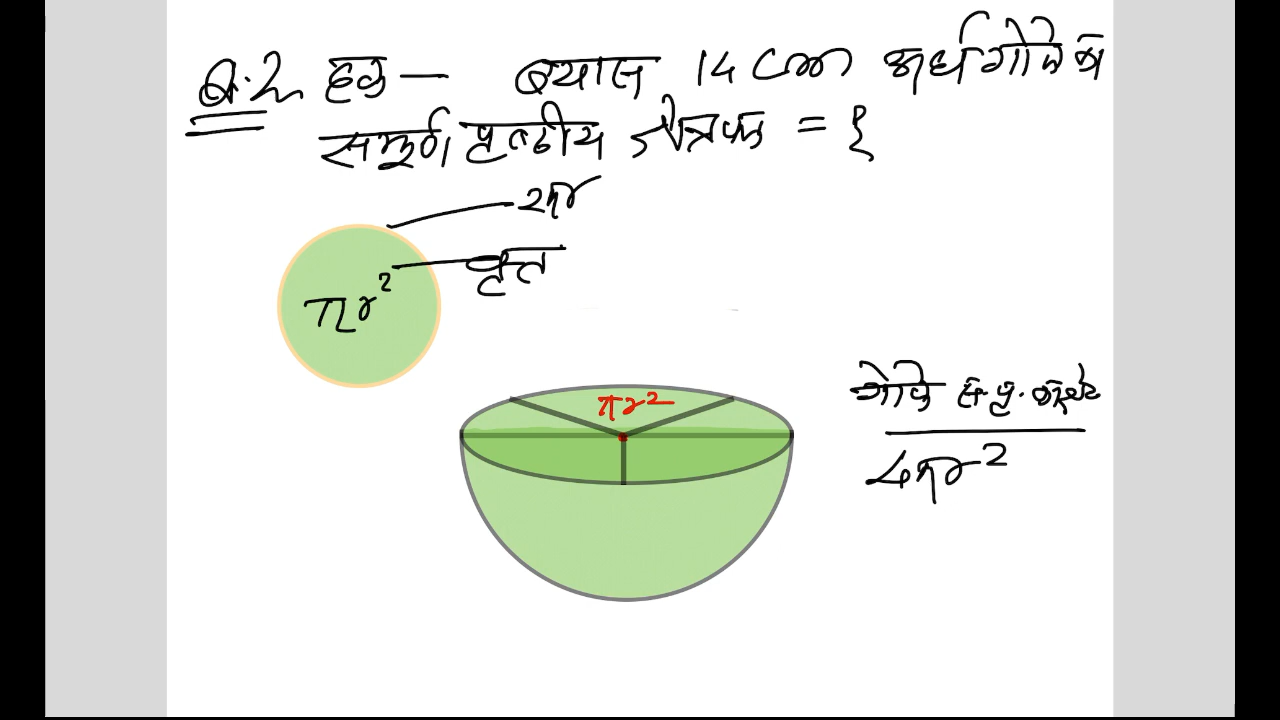 Q.2. हल — व्यास 14 cm अर्धगोले का
सम्पूर्ण पृष्ठीय क्षेत्रफल = ?
2πr
वृत
πr²
πr²
गोले
4πr²